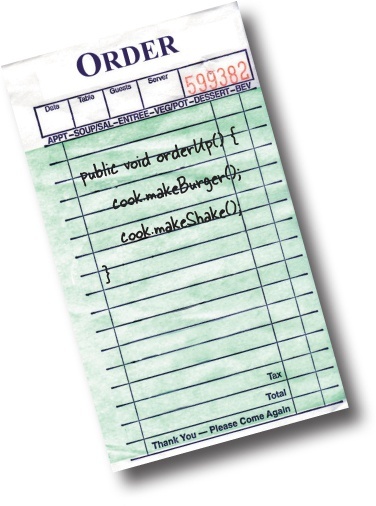 ORDER
Date Table Guests Server 599382
APPT-SOUP/SAL-ENTREE-VEG/POT-DESSERT-BEV
public void orderUp() {
cook.makeBurger();
cook.makeShake();
}
Tax
Total
Thank You — Please Come Again